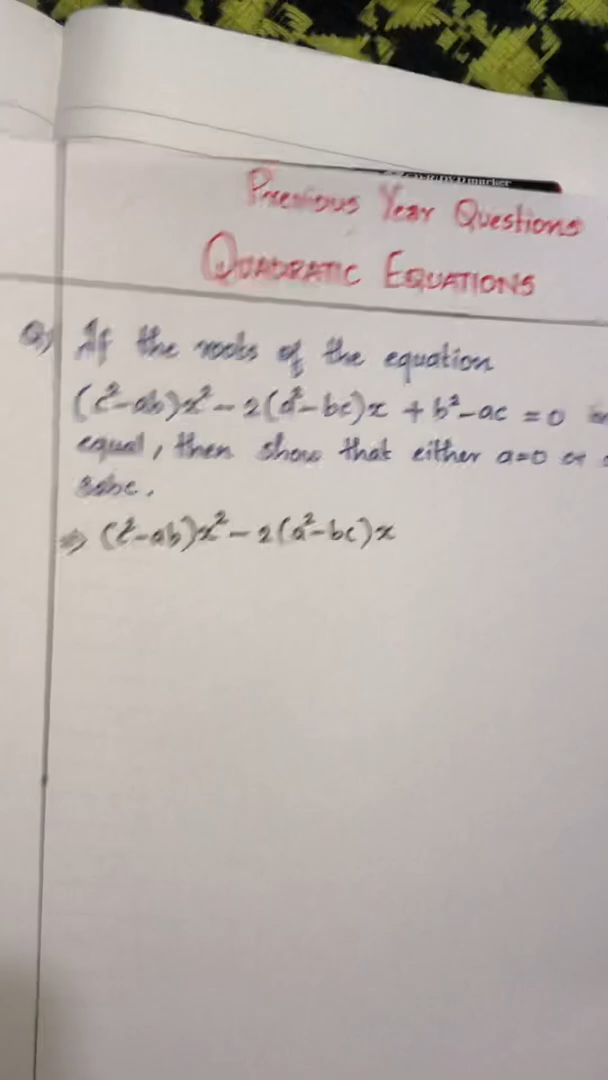 Previous Year Questions
QUADRATIC EQUATIONS
Q) If the roots of the equation
(c²-ab)x² - 2(a²-bc)x + b²-ac = 0
equal, then show that either a=0 or
3abc.
⇒ (c²-ab)x² - 2(a²-bc)x